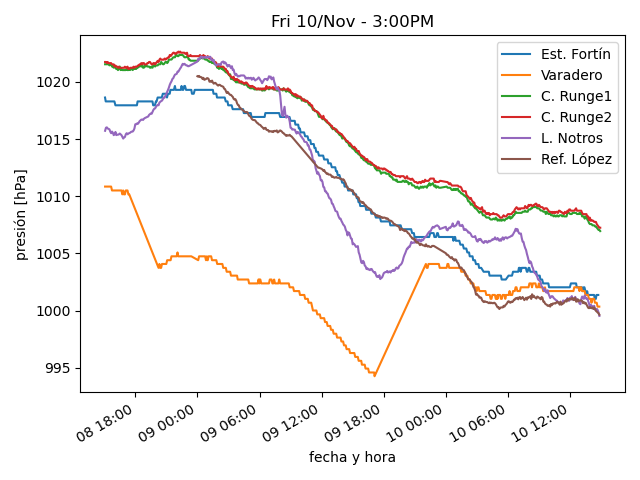 Fri 10/Nov - 3:00PM
Est. Fortín
Varadero
C. Runge1
C. Runge2
L. Notros
Ref. López
presión [hPa]
1020
1015
1010
1005
1000
995
08 18:00
09 00:00
09 06:00
09 12:00
09 18:00
10 00:00
10 06:00
10 12:00
fecha y hora